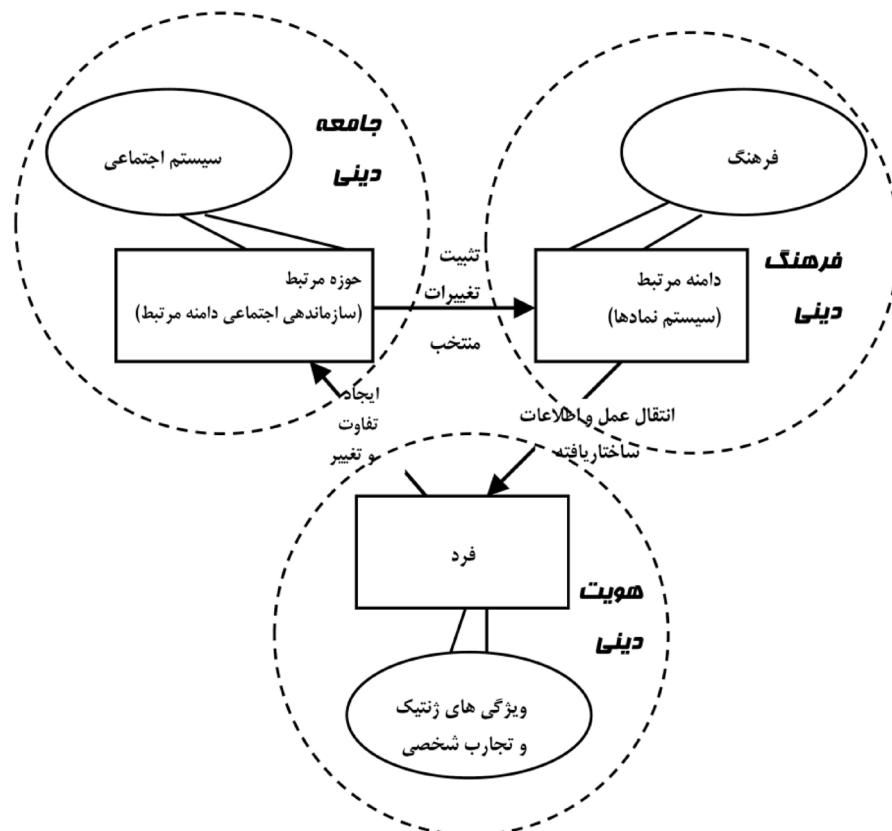 جامعه
دینی
سیستم اجتماعی
حوزه مرتبط
(سازماندهی اجتماعی دامنه مرتبط)
تثبیت
تغییرات
منتخب
فرهنگ
فرهنگ
دینی
دامنه مرتبط
(سیستم نمادها)
ایجاد
تفاوت
و تغییر
انتقال عمل و اطلاعات
ساختاریافته
فرد
هویت
دینی
ویژگی های ژنتیک
و تجارب شخصی